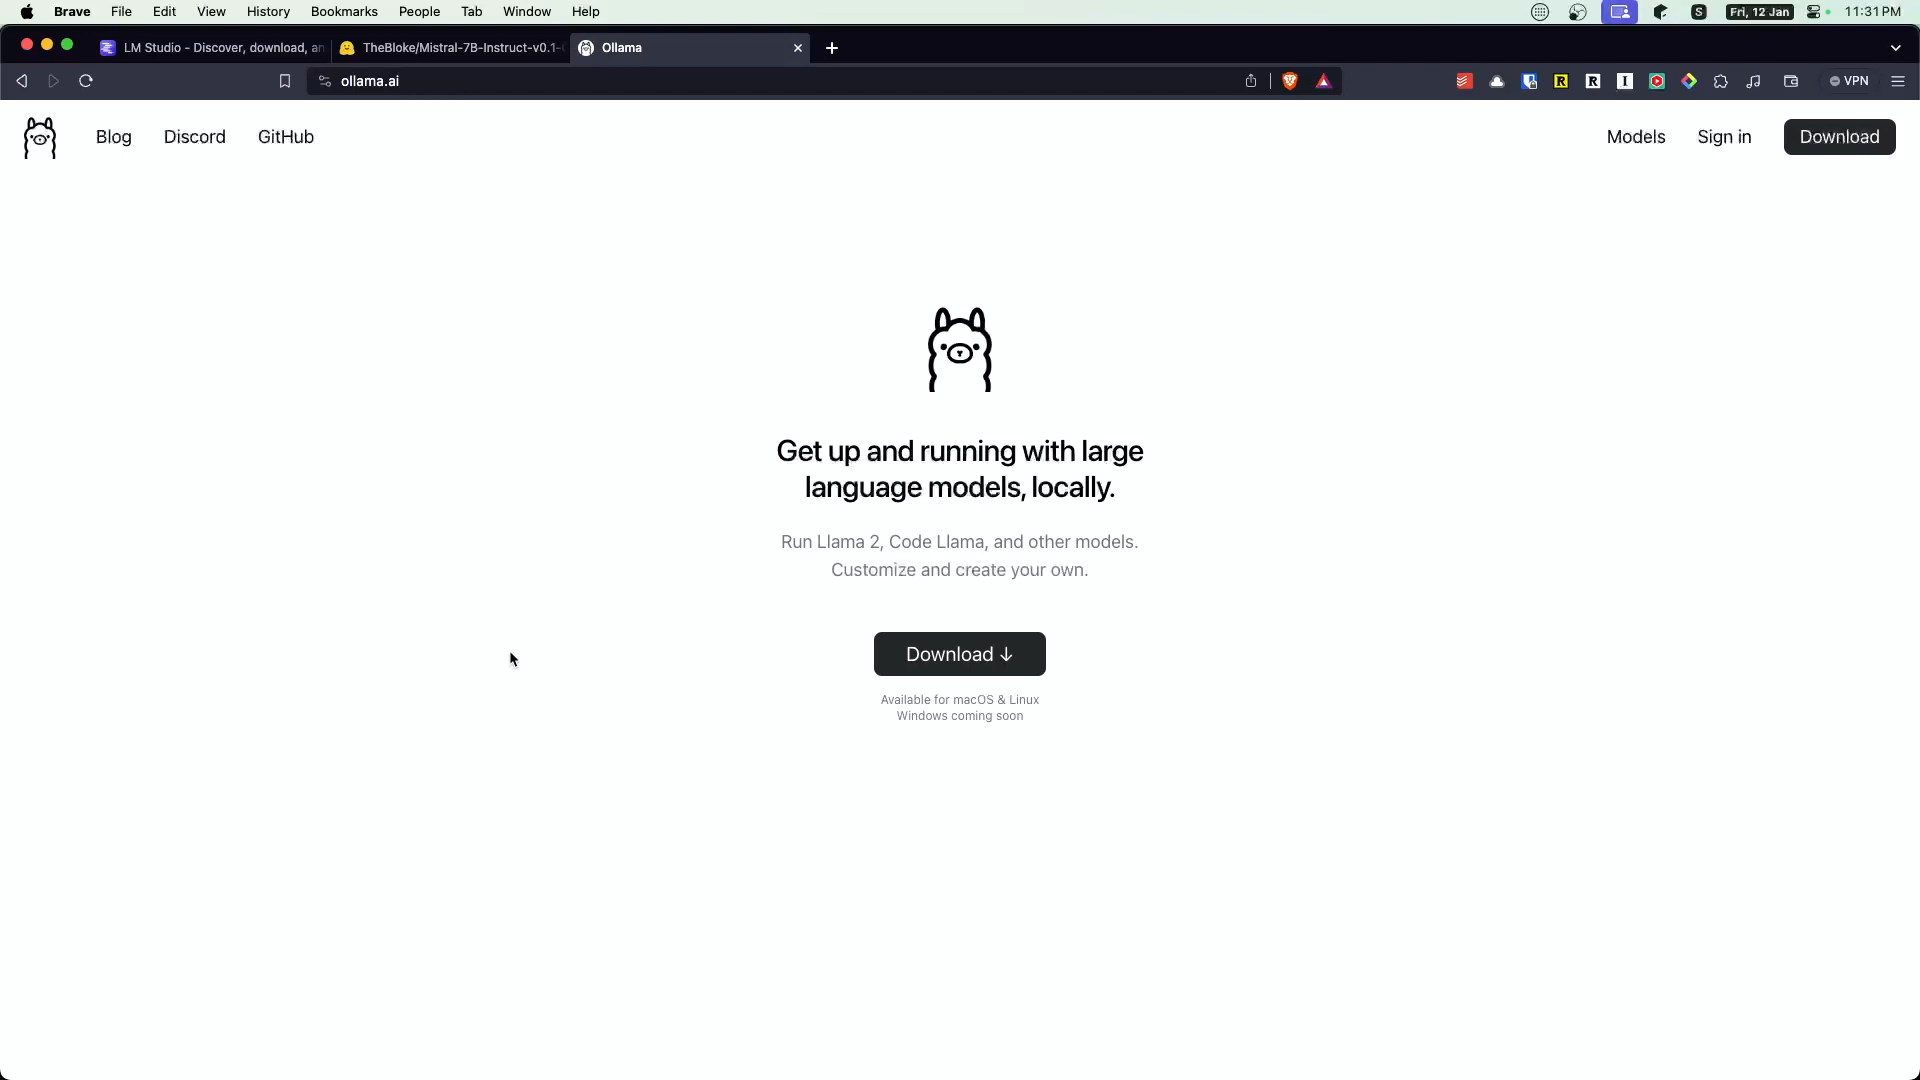 Brave File Edit View History Bookmarks People Tab Window Help
S Fri, 12 Jan 11:31 PM
LM Studio - Discover, download, an
TheBloke/Mistral-7B-Instruct-v0.1-
Ollama
ollama.ai
VPN
Blog Discord GitHub
Models Sign in Download
Get up and running with large
language models, locally.
Run Llama 2, Code Llama, and other models.
Customize and create your own.
Download ↓
Available for macOS & Linux
Windows coming soon